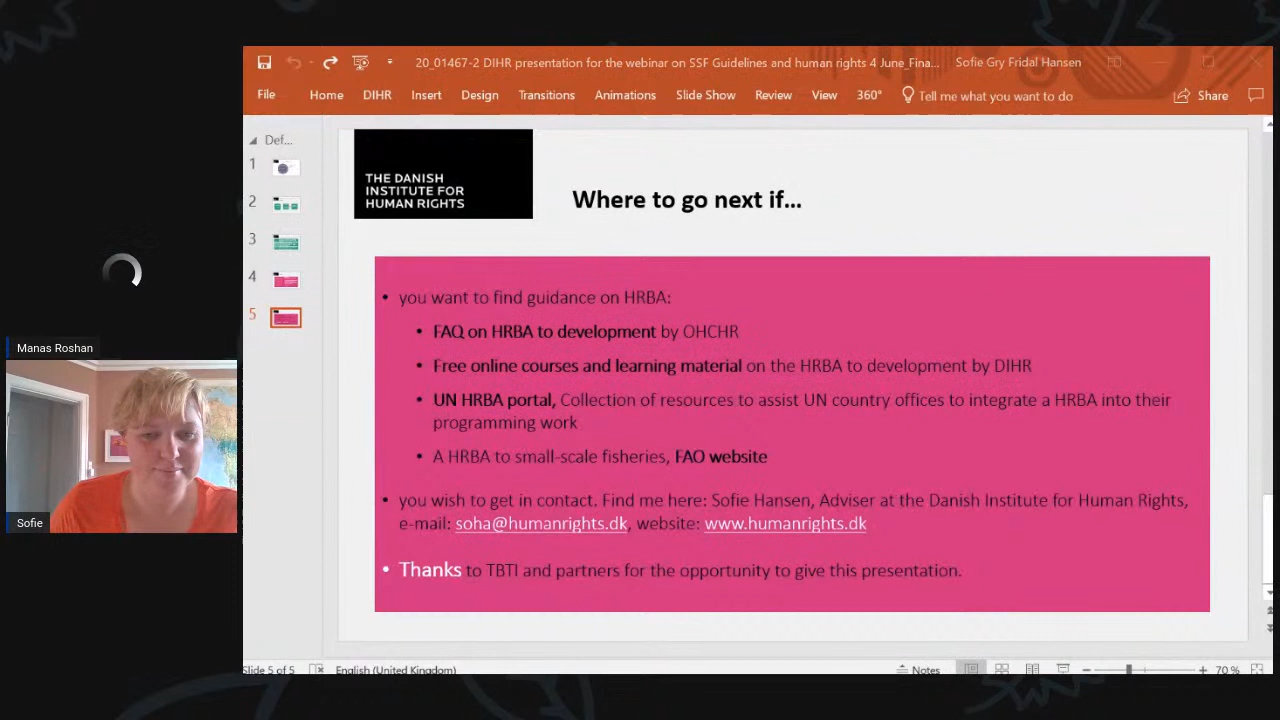 20_01467-2 DIHR presentation for the webinar on SSF Guidelines and human rights 4 June_Fina...
Sofie Gry Fridal Hansen
File
Home
DIHR
Insert
Design
Transitions
Animations
Slide Show
Review
View
360°
Tell me what you want to do
Share
Def...
1
2
3
4
5
THE DANISH
INSTITUTE FOR
HUMAN RIGHTS
Where to go next if...
• you want to find guidance on HRBA:
• FAQ on HRBA to development by OHCHR
• Free online courses and learning material on the HRBA to development by DIHR
• UN HRBA portal, Collection of resources to assist UN country offices to integrate a HRBA into their
programming work
• A HRBA to small-scale fisheries, FAO website
• you wish to get in contact. Find me here: Sofie Hansen, Adviser at the Danish Institute for Human Rights,
e-mail: soha@humanrights.dk, website: www.humanrights.dk
• Thanks to TBTI and partners for the opportunity to give this presentation.
Manas Roshan
Sofie
Slide 5 of 5
English (United Kingdom)
Notes
70 %